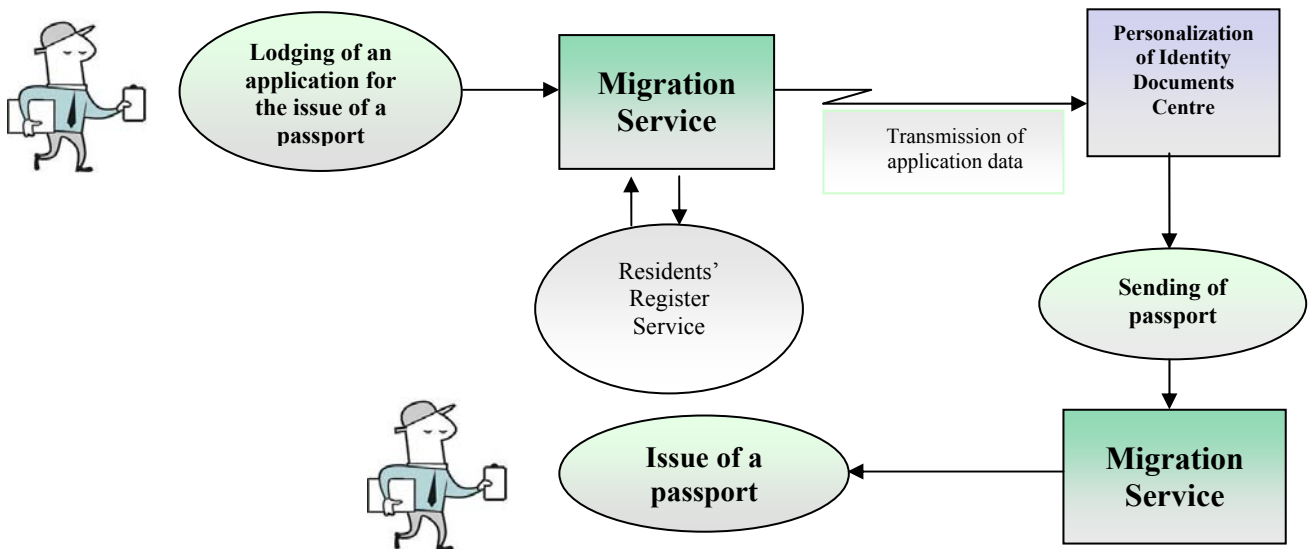 Lodging of an
application for
the issue of a
passport
Migration
Service
Transmission of
application data
Personalization
of Identity
Documents
Centre
Residents’
Register
Service
Sending of
passport
Migration
Service
Issue of a
passport